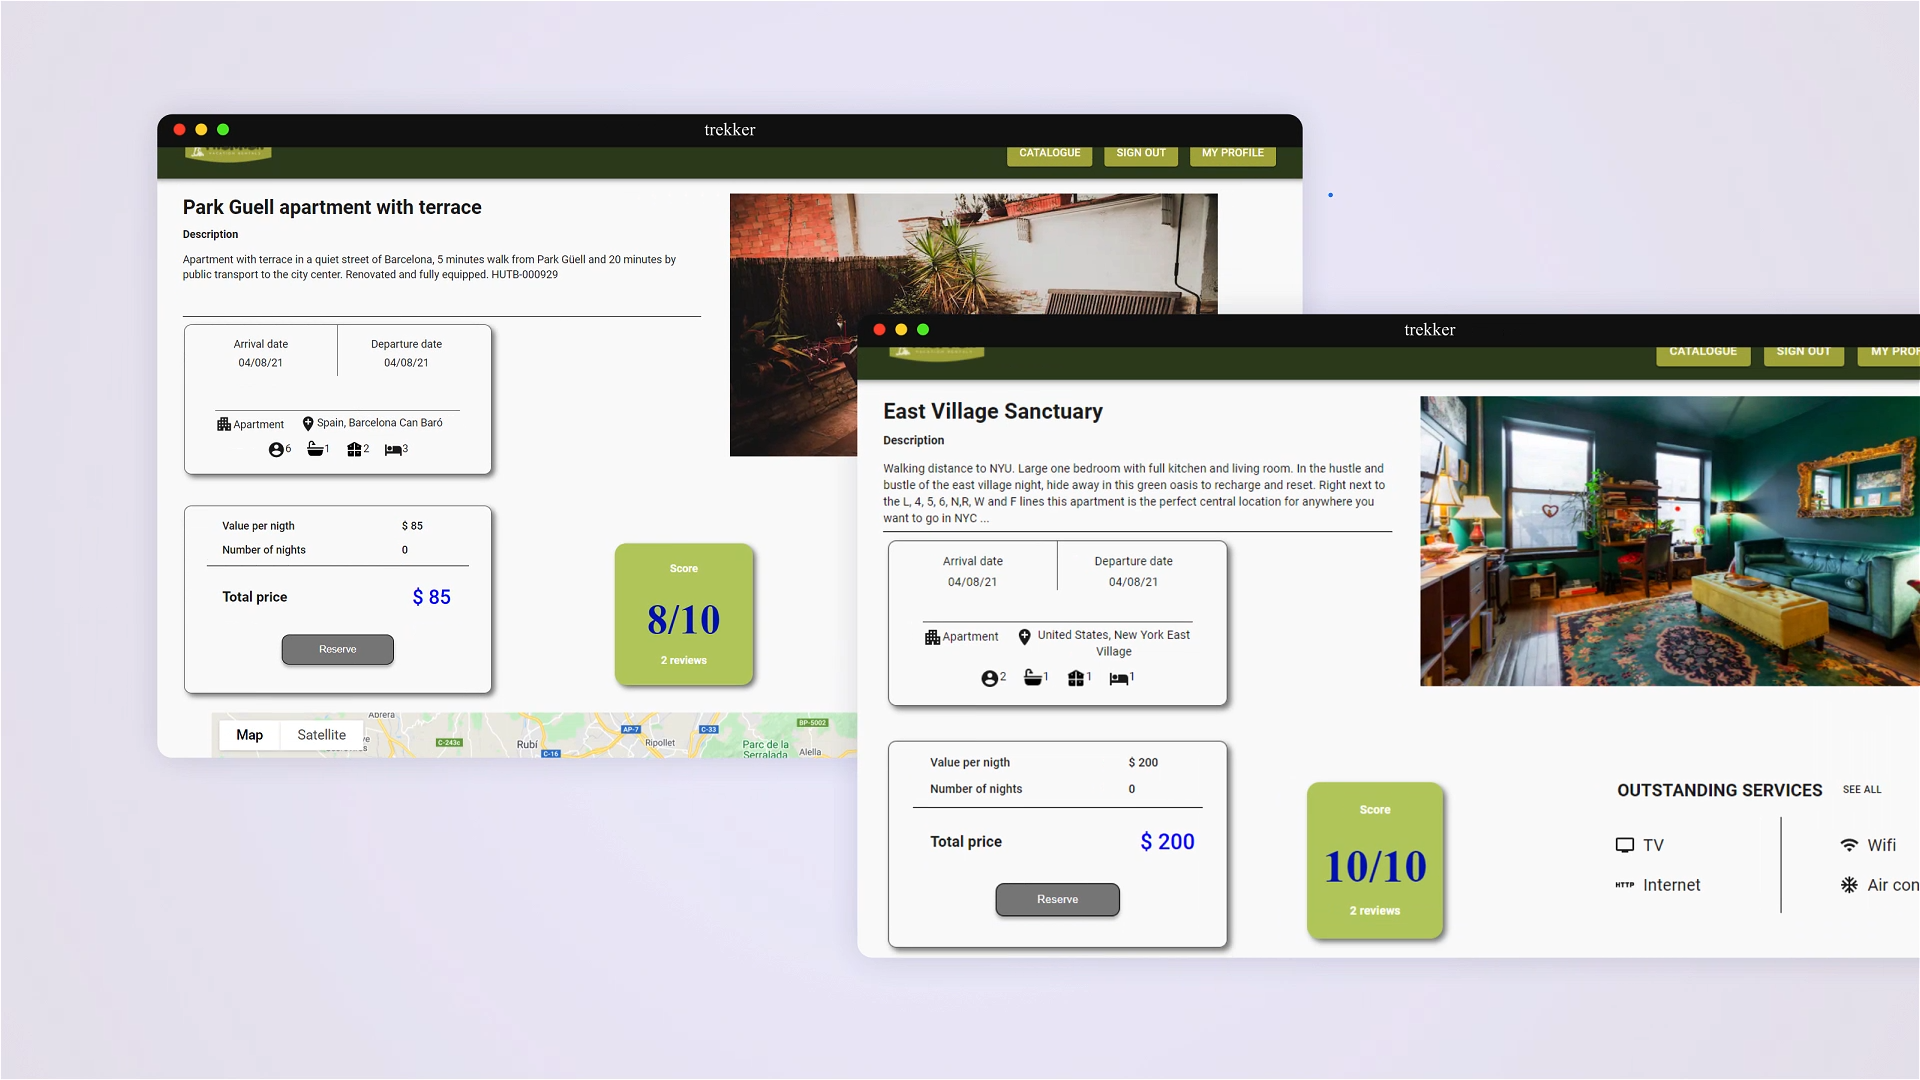 trekker
CATALOGUE SIGN OUT MY PROFILE
Park Guell apartment with terrace
Description
Apartment with terrace in a quiet street of Barcelona, 5 minutes walk from Park Güell and 20 minutes by
public transport to the city center. Renovated and fully equipped. HUTB-000929
Arrival date Departure date
04/08/21 04/08/21
Apartment Spain, Barcelona Can Baró
6 1 2 3
Value per nigth $ 85
Number of nights 0
Total price $ 85
Reserve
Score
8/10
2 reviews
Map Satellite
Abrera
C-243c
Rubí
C-16
AP-7
Ripollet
C-33
Parc de la
Serralada
BP-5002
Alella
trekker
CATALOGUE SIGN OUT MY PROF
East Village Sanctuary
Description
Walking distance to NYU. Large one bedroom with full kitchen and living room. In the hustle and
bustle of the east village night, hide away in this green oasis to recharge and reset. Right next to
the L, 4, 5, 6, N,R, W and F lines this apartment is the perfect central location for anywhere you
want to go in NYC ...
Arrival date Departure date
04/08/21 04/08/21
Apartment United States, New York East
Village
2 1 1 1
Value per nigth $ 200
Number of nights 0
Total price $ 200
Reserve
Score
10/10
2 reviews
OUTSTANDING SERVICES SEE ALL
TV Wifi
HTTP Internet Air con